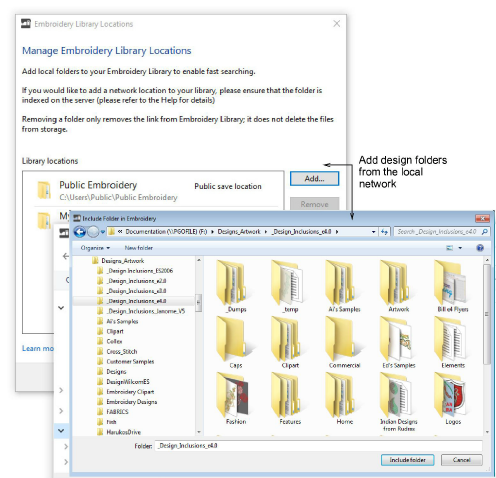 Embroidery Library Locations
Manage Embroidery Library Locations
Add local folders to your Embroidery Library to enable fast searching.
If you would like to add a network location to your library, please ensure that the folder is
indexed on the server (please refer to the Help for details)
Removing a folder only removes the link from Embroidery Library; it does not delete the files
from storage.
Library locations
Public Embroidery
Public save location
C:\Users\Public\Public Embroidery
Add...
Remove
Add design folders
from the local
network
My
Learn mo
Include Folder in Embroidery
« Documentation (\\PGOFILE) (F:) ▸ Designs_Artwork ▸ _Design_Inclusions_e4.0 ▸
Search _Design_Inclusions_e4.0
Organize ▾ New folder
Designs_Artwork
_Design_Inclusions_ES2006
_Design_Inclusions_e2.0
_Design_Inclusions_e3.0
_Design_Inclusions_e4.0
_Design_Inclusions_Janome_V5
Al's Samples
Clipart
Collex
Cross_Stitch
Customer Samples
Designs
DesignWilcomES
Embroidery Clipart
Embroidery Designs
FABRICS
HarukosDrive
_Dumps
_temp
Al's Samples
Artwork
Bill e4 Flyers
Caps
Clipart
Commercial
Ed's Samples
Elements
Fashion
Features
Home
Indian Designs
from Rudras
Logos
Folder: _Design_Inclusions_e4.0
Include folder
Cancel